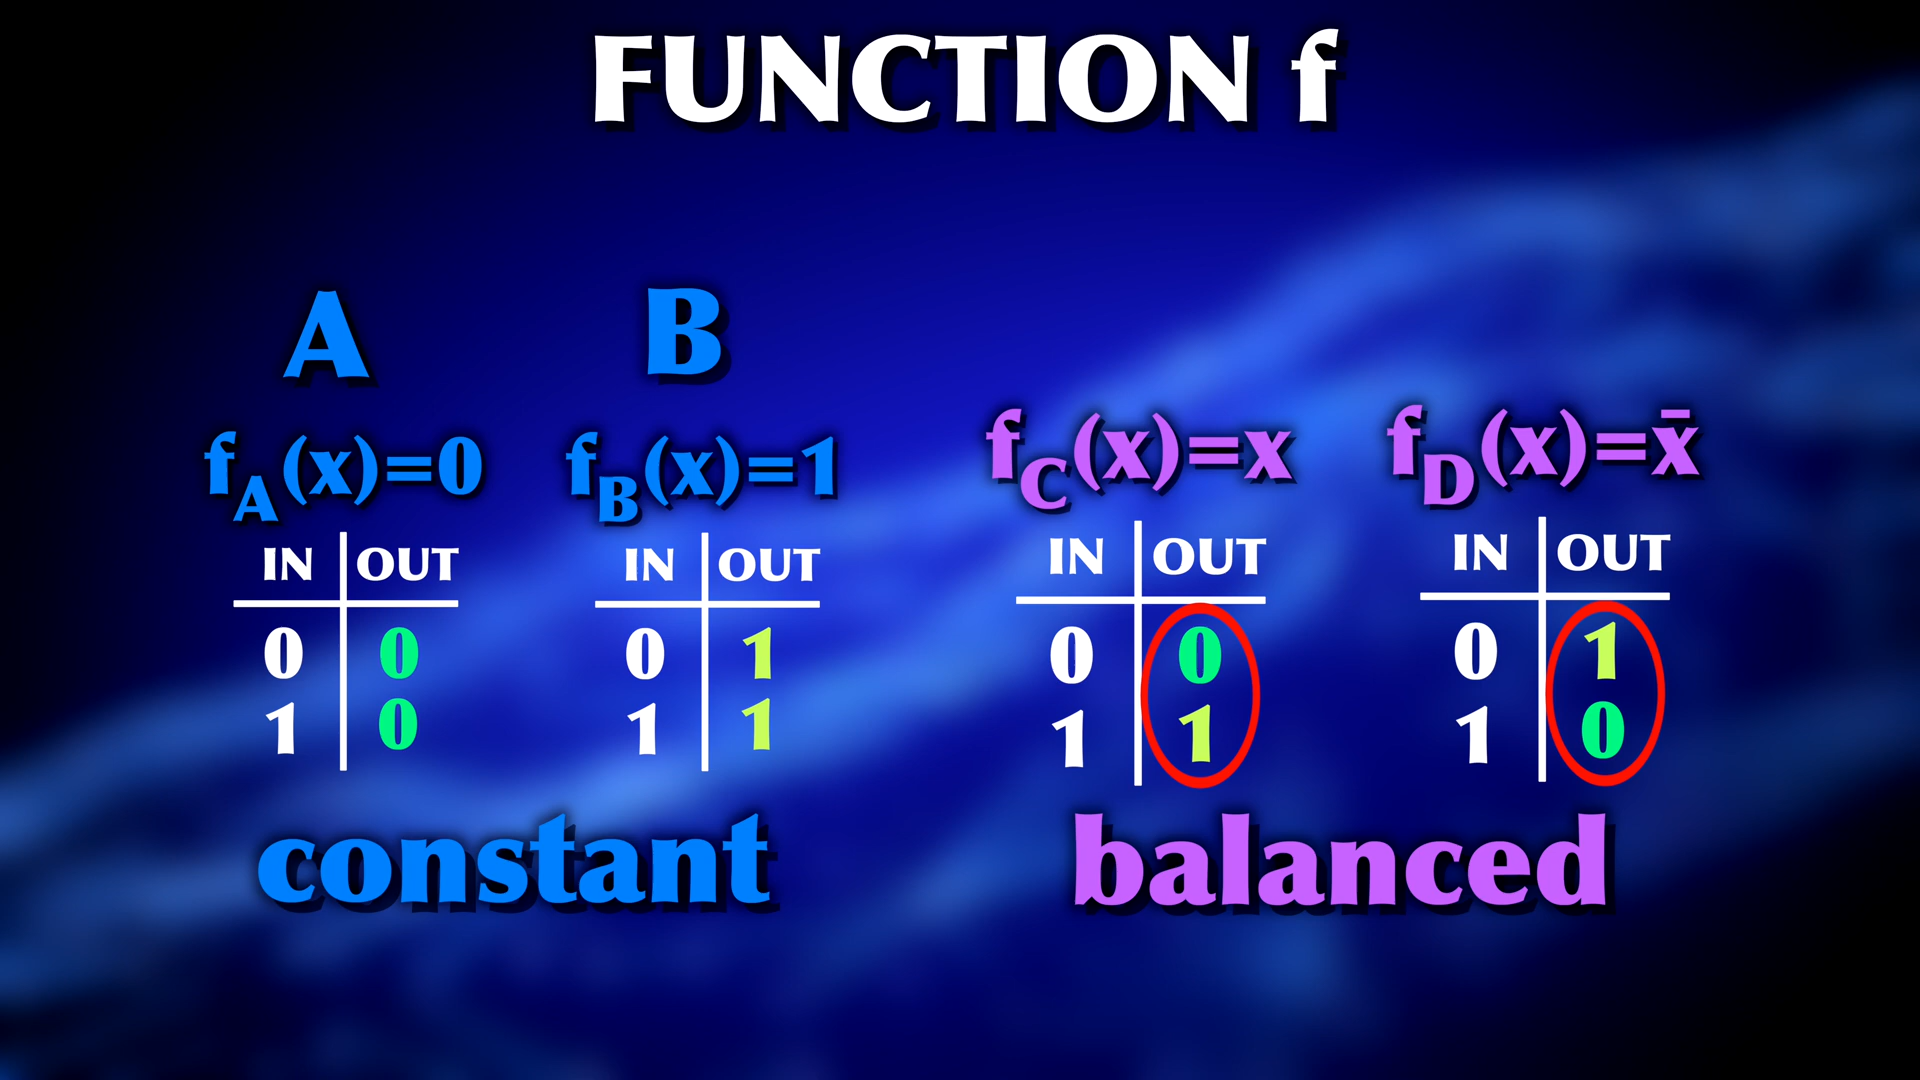 FUNCTION f
A B
f_A(x)=0 f_B(x)=1 f_C(x)=x f_D(x)=x̄
IN OUT IN OUT IN OUT IN OUT
0 0 0 1 0 0 0 1
1 0 1 1 1 1 1 0
constant balanced